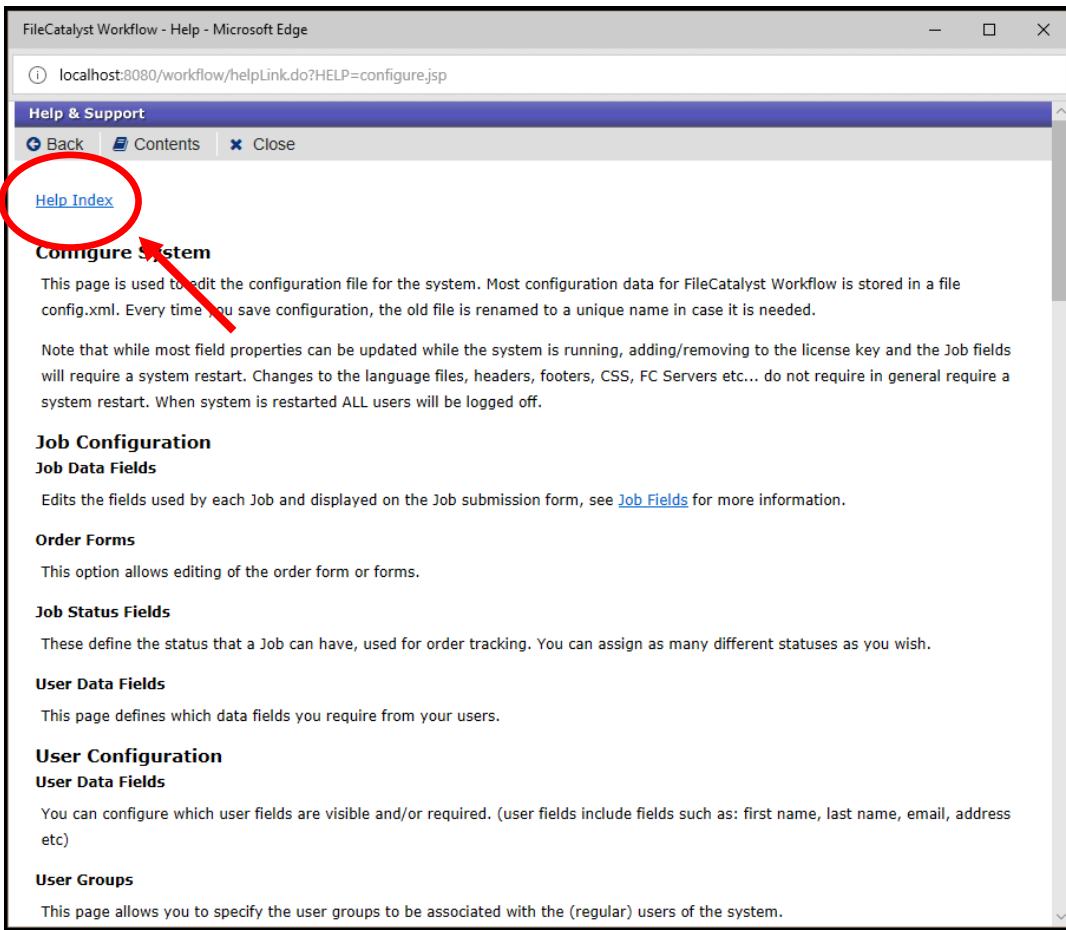 FileCatalyst Workflow - Help - Microsoft Edge
localhost:8080/workflow/helpLink.do?HELP=configure.jsp
Help & Support
Back Contents Close
Help Index
Configure System
This page is used to edit the configuration file for the system. Most configuration data for FileCatalyst Workflow is stored in a file
config.xml. Every time you save configuration, the old file is renamed to a unique name in case it is needed.
Note that while most field properties can be updated while the system is running, adding/removing to the license key and the Job fields
will require a system restart. Changes to the language files, headers, footers, CSS, FC Servers etc... do not require in general require a
system restart. When system is restarted ALL users will be logged off.
Job Configuration
Job Data Fields
Edits the fields used by each Job and displayed on the Job submission form, see Job Fields for more information.
Order Forms
This option allows editing of the order form or forms.
Job Status Fields
These define the status that a Job can have, used for order tracking. You can assign as many different statuses as you wish.
User Data Fields
This page defines which data fields you require from your users.
User Configuration
User Data Fields
You can configure which user fields are visible and/or required. (user fields include fields such as: first name, last name, email, address
etc)
User Groups
This page allows you to specify the user groups to be associated with the (regular) users of the system.